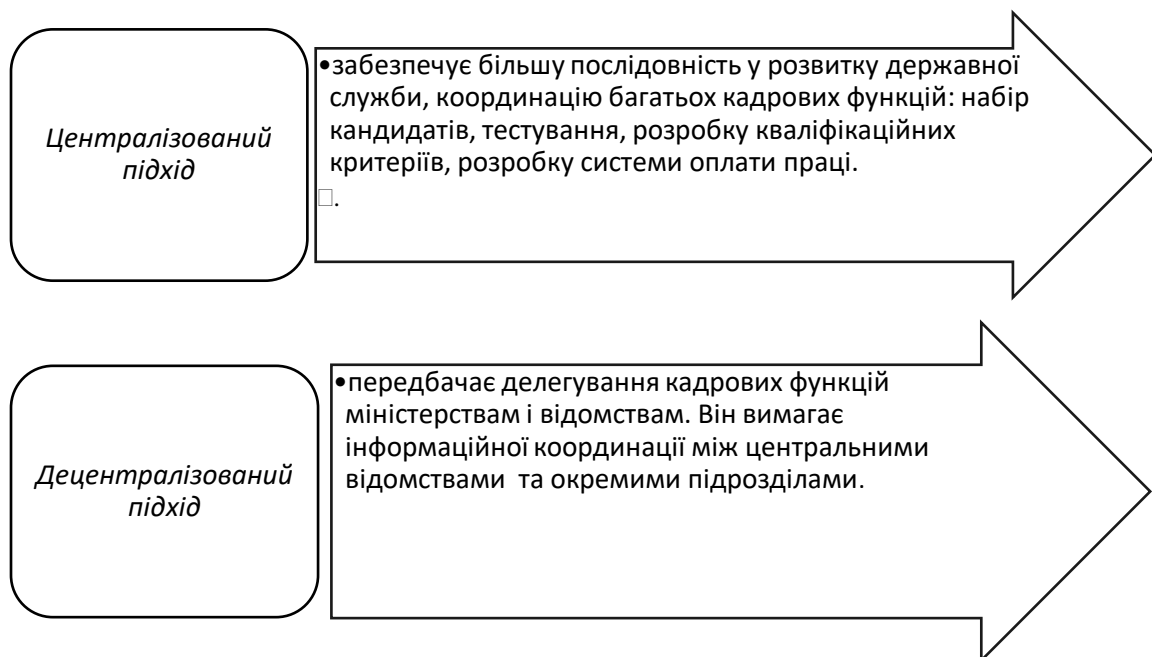 Централізований
підхід
•забезпечує більшу послідовність у розвитку державної
служби, координацію багатьох кадрових функцій: набір
кандидатів, тестування, розробку кваліфікаційних
критеріїв, розробку системи оплати праці.
□.
Децентралізований
підхід
•передбачає делегування кадрових функцій
міністерствам і відомствам. Він вимагає
інформаційної координації між центральними
відомствами та окремими підрозділами.